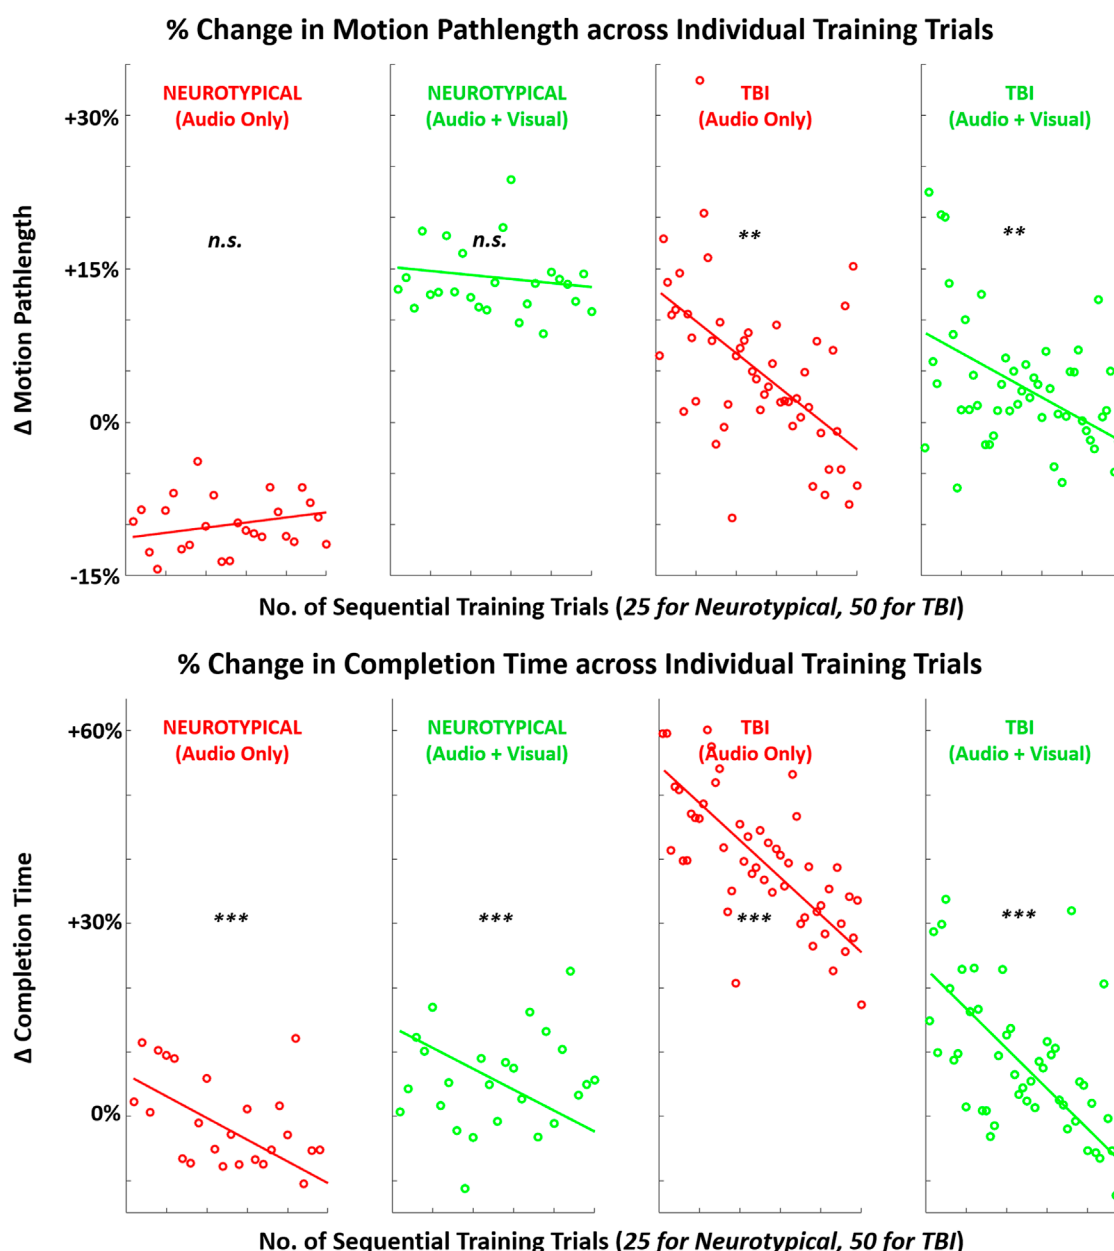 % Change in Motion Pathlength across Individual Training Trials
NEUROTYPICAL
(Audio Only)
NEUROTYPICAL
(Audio + Visual)
TBI
(Audio Only)
TBI
(Audio + Visual)
+30%
+15%
0%
-15%
Δ Motion Pathlength
n.s.
n.s.
**
**
No. of Sequential Training Trials (25 for Neurotypical, 50 for TBI)
% Change in Completion Time across Individual Training Trials
NEUROTYPICAL
(Audio Only)
NEUROTYPICAL
(Audio + Visual)
TBI
(Audio Only)
TBI
(Audio + Visual)
+60%
+30%
0%
Δ Completion Time
***
***
***
***
No. of Sequential Training Trials (25 for Neurotypical, 50 for TBI)